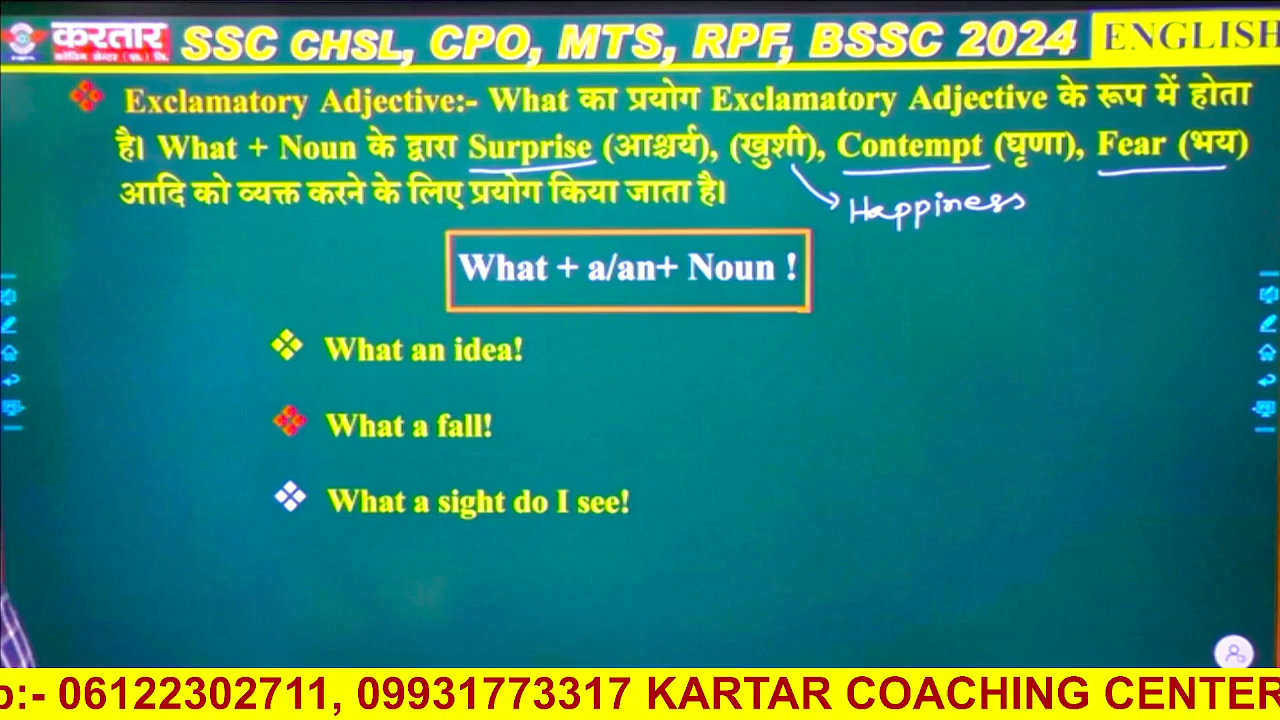 करतार SSC CHSL, CPO, MTS, RPF, BSSC 2024 ENGLISH
Exclamatory Adjective:- What का प्रयोग Exclamatory Adjective के रूप में होता
है। What + Noun के द्वारा Surprise (आश्चर्य), (खुशी), Contempt (घृणा), Fear (भय)
आदि को व्यक्त करने के लिए प्रयोग किया जाता है।
Happiness
What + a/an+ Noun !
What an idea!
What a fall!
What a sight do I see!
:- 06122302711, 09931773317 KARTAR COACHING CENTER